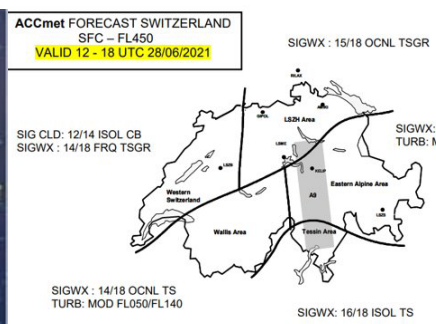 ACCmet FORECAST SWITZERLAND
SFC – FL450
VALID 12 - 18 UTC 28/06/2021
SIGWX : 15/18 OCNL TSGR
SIG CLD: 12/14 ISOL CB
SIGWX : 14/18 FRQ TSGR
LSZH Area
SIGWX:
TURB: M
Western
Switzerland
Eastern Alpine Area
A9
Wallis Area
Tessin Area
SIGWX : 14/18 OCNL TS
TURB: MOD FL050/FL140
SIGWX: 16/18 ISOL TS